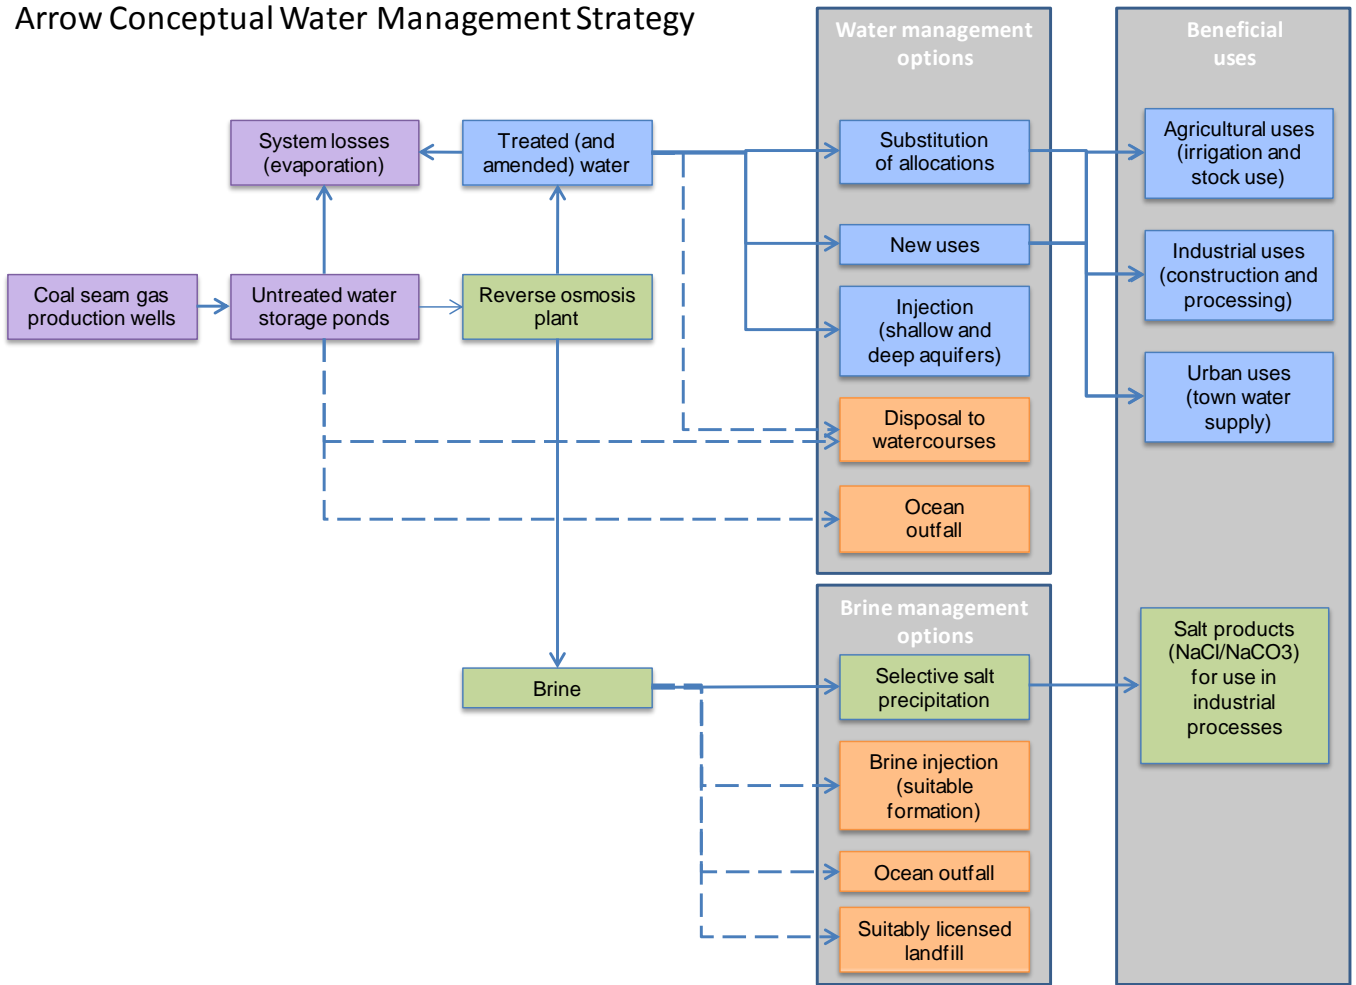 Arrow Conceptual Water Management Strategy
Water management
options
Beneficial
uses
System losses
(evaporation)
Treated (and
amended) water
Substitution
of allocations
Agricultural uses
(irrigation and
stock use)
New uses
Coal seam gas
production wells
Untreated water
storage ponds
Reverse osmosis
plant
Injection
(shallow and
deep aquifers)
Industrial uses
(construction and
processing)
Urban uses
(town water
supply)
Disposal to
watercourses
Ocean
outfall
Brine management
options
Brine
Selective salt
precipitation
Salt products
(NaCl/NaCO3)
for use in
industrial
processes
Brine injection
(suitable
formation)
Ocean outfall
Suitably licensed
landfill